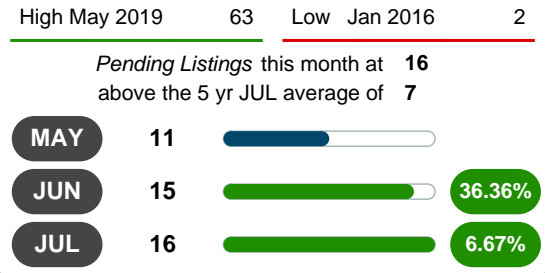 High May 2019 63 Low Jan 2016 2
Pending Listings this month at 16
above the 5 yr JUL average of 7
MAY 11
JUN 15 36.36%
JUL 16 6.67%